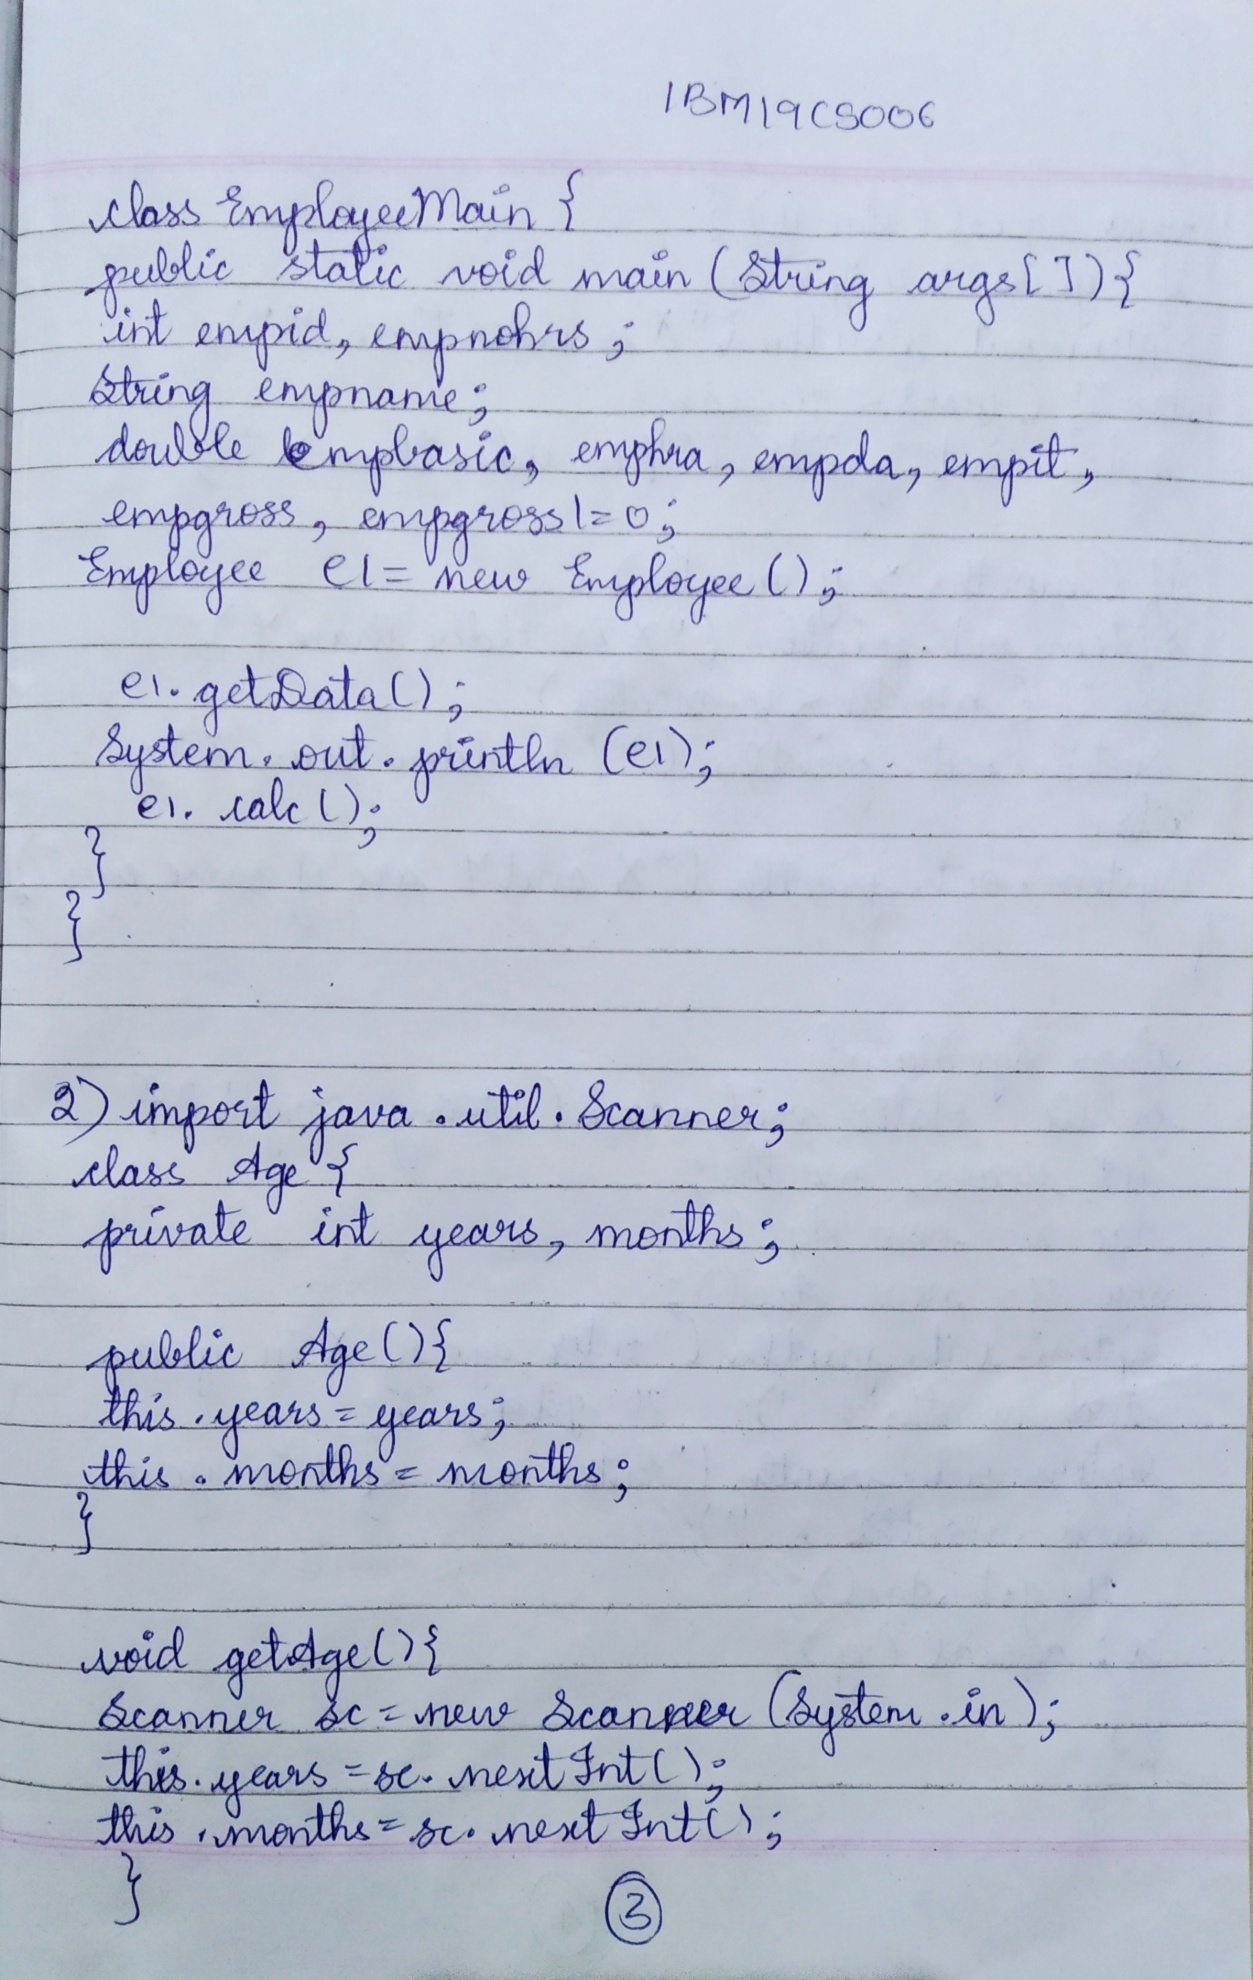 1BM19CS006
class EmployeeMain {
public static void main (String args[ ]){
int empid, empnohrs;
String empname;
double empbasic, emphra, empda, empit,
empgross, empgross1=0;
Employee e1= new Employee();
e1.getData();
System.out.println (e1);
e1.calc();
}
}
2) import java.util.Scanner;
class Age {
private int years, months;
public Age(){
this.years = years;
this.months = months;
}
void getAge(){
Scanner sc = new Scanner (System.in);
this.years = sc.nextInt();
this.months = sc.nextInt();
}
3